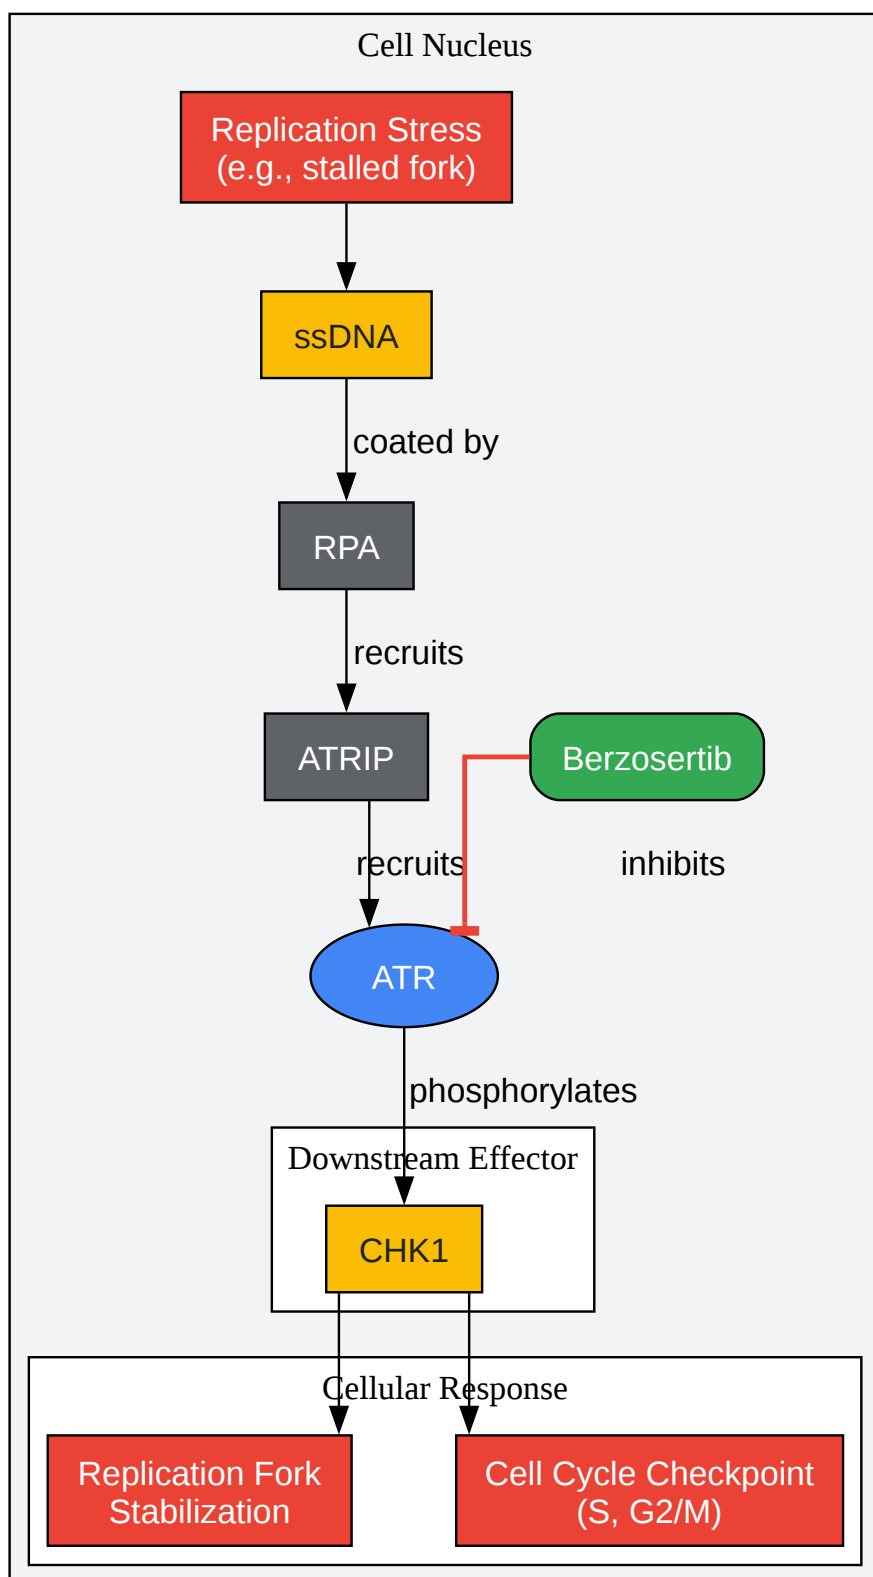 Cell Nucleus
Replication Stress
(e.g., stalled fork)
ssDNA
coated by
RPA
recruits
ATRIP
Berzosertib
recruits
inhibits
ATR
phosphorylates
Downstream Effector
CHK1
Cellular Response
Replication Fork
Stabilization
Cell Cycle Checkpoint
(S, G2/M)